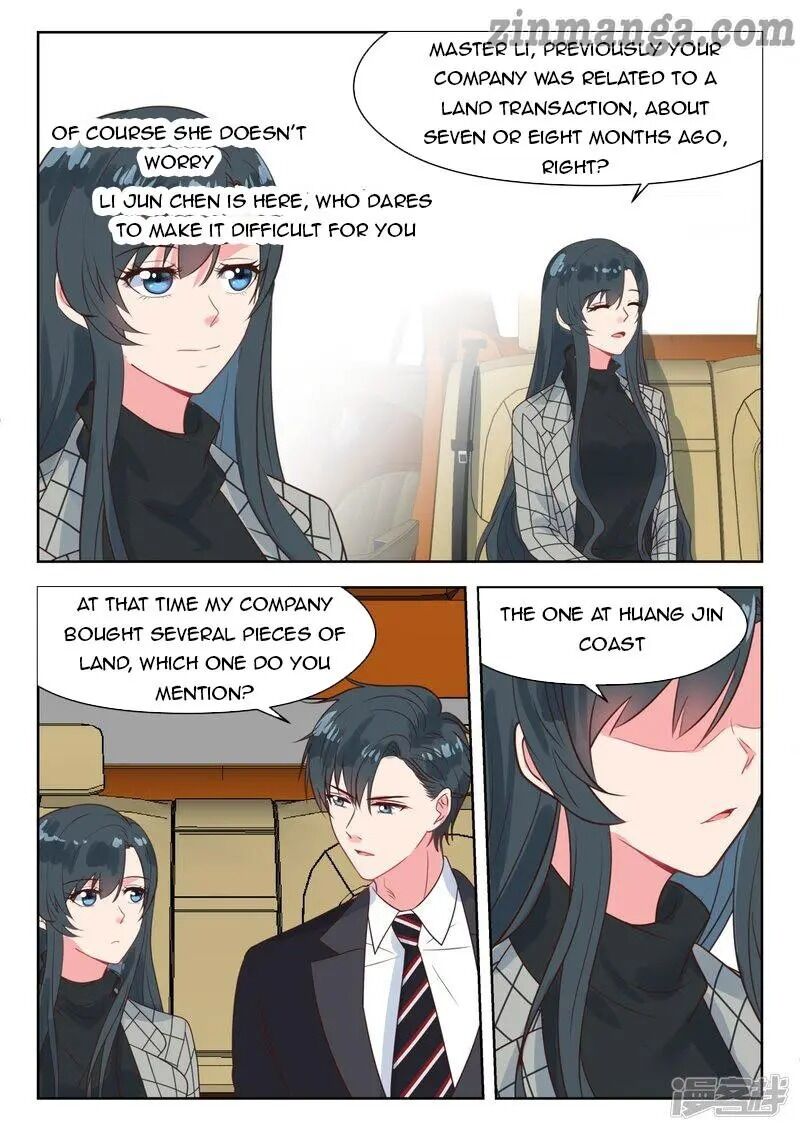 zinmanga.com
MASTER LI, PREVIOUSLY YOUR
COMPANY WAS RELATED TO A
LAND TRANSACTION, ABOUT
SEVEN OR EIGHT MONTHS AGO,
RIGHT?
OF COURSE SHE DOESN'T
WORRY
LI JUN CHEN IS HERE, WHO DARES
TO MAKE IT DIFFICULT FOR YOU
AT THAT TIME MY COMPANY
BOUGHT SEVERAL PIECES OF
LAND, WHICH ONE DO YOU
MENTION?
THE ONE AT HUANG JIN
COAST
漫客栈